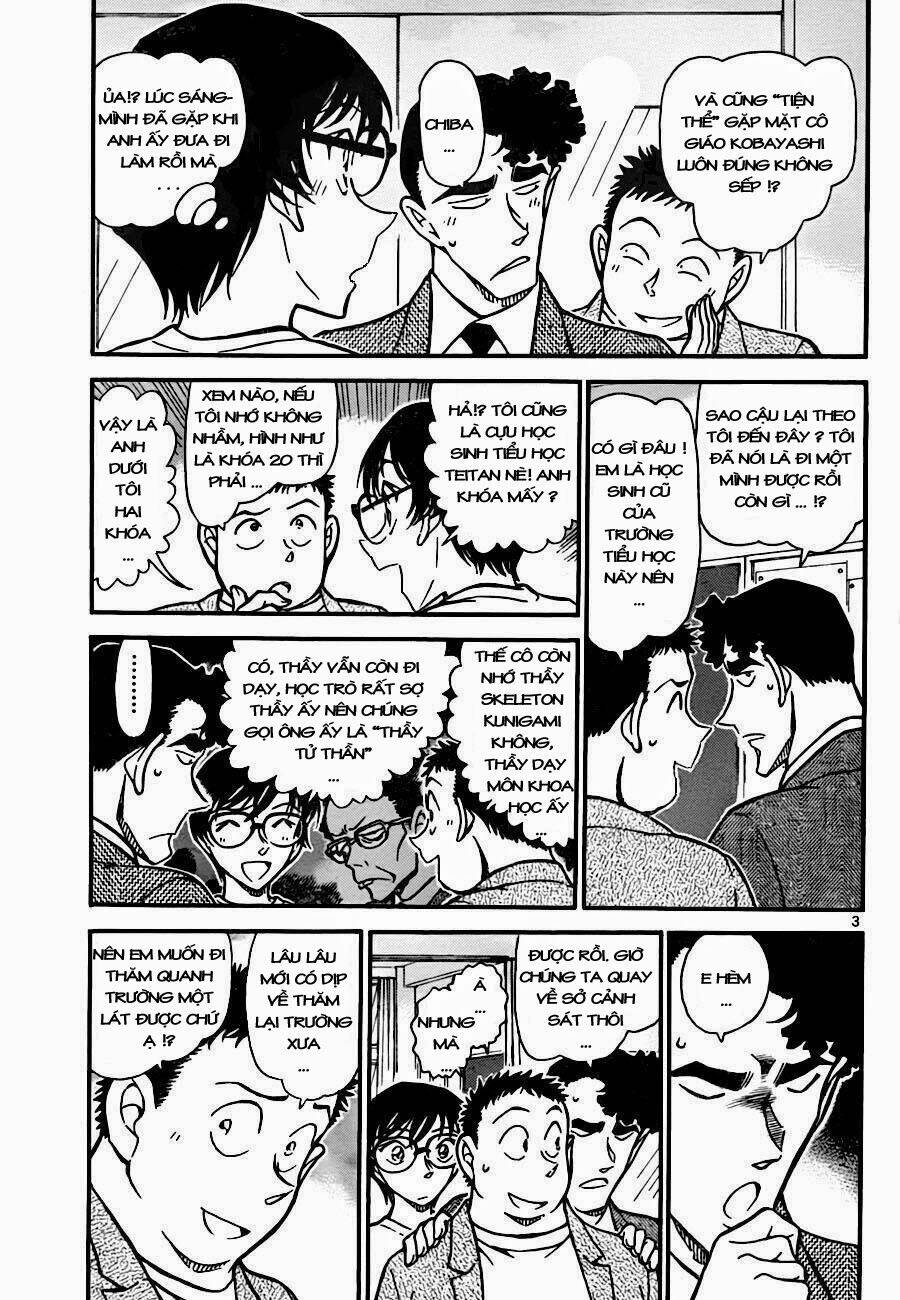 VÀ CŨNG "TIỆN
THỂ" GẶP MẶT CÔ
GIÁO KOBAYASHI
LUÔN ĐÚNG KHÔNG
SẾP !?
CHIBA
...
ỦA!? LÚC SÁNG-
MÌNH ĐÃ GẶP KHI
ANH ẤY ĐƯA ĐI
LÀM RỒI MÀ
...
SAO CẬU LẠI THEO
TÔI ĐẾN ĐÂY ? TÔI
ĐÃ NÓI LÀ ĐI MỘT
MÌNH ĐƯỢC RỒI
CÒN GÌ ... !?
CÓ GÌ ĐÂU !
EM LÀ HỌC
SINH CŨ
CỦA
TRƯỜNG
TIỂU HỌC
NÀY NÊN
...
HẢ!? TÔI CŨNG
LÀ CỰU HỌC
SINH TIỂU HỌC
TEITAN NÈ! ANH
KHÓA MẤY ?
XEM NÀO, NẾU
TÔI NHỚ KHÔNG
NHẦM, HÌNH NHƯ
LÀ KHÓA 20 THÌ
PHẢI ...
VẬY LÀ
ANH
DƯỚI
TÔI
HAI
KHÓA
...
THẾ CÔ CÒN
NHỚ THẦY
SKELETON
KUNIGAMI
KHÔNG,
THẦY DẠY
MÔN KHOA
HỌC ẤY
...
CÓ, THẦY VẪN CÒN ĐI
DẠY, HỌC TRÒ RẤT SỢ
THẦY ẤY NÊN CHÚNG
GỌI ÔNG ẤY LÀ "THẦY
TỬ THẦN"
...
........
3
E HÈM
...
ĐƯỢC RỒI. GIỜ
CHÚNG TA QUAY
VỀ SỞ CẢNH
SÁT THÔI
...
À
...
NHƯNG
MÀ
...
LÂU LÂU
MỚI CÓ DỊP
VỀ THĂM
LẠI TRƯỜNG
XƯA
...
NÊN EM MUỐN ĐI
THĂM QUANH
TRƯỜNG MỘT
LÁT ĐƯỢC CHỨ
Ạ !?